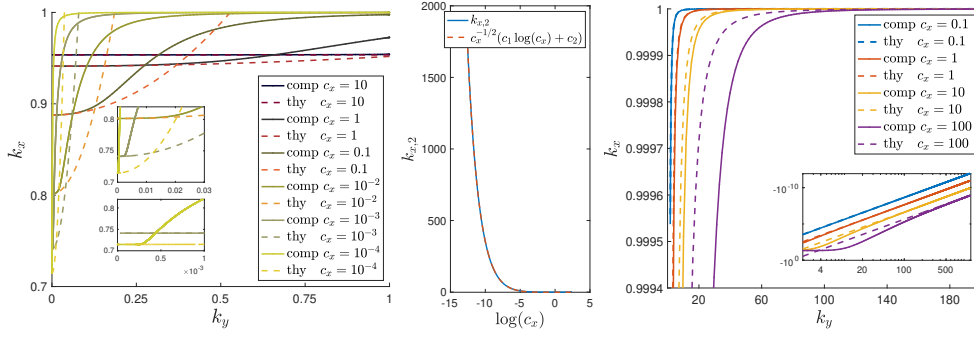 1
0.9
0.8
0.7
k_x
0
0.25
0.5
0.75
1
k_y
0.8
0.7
0
0.01
0.02
0.03
0.8
0.75
0.7
0
0.5
1
×10^{-3}
comp c_x = 10
thy c_x = 10
comp c_x = 1
thy c_x = 1
comp c_x = 0.1
thy c_x = 0.1
comp c_x = 10^{-2}
thy c_x = 10^{-2}
comp c_x = 10^{-3}
thy c_x = 10^{-3}
comp c_x = 10^{-4}
thy c_x = 10^{-4}
2000
1500
1000
500
0
k_{x,2}
-15
-10
-5
0
5
log(c_x)
k_{x,2}
c_x^{-1/2}(c_1 log(c_x) + c_2)
1
0.9999
0.9998
0.9997
0.9996
0.9995
0.9994
k_x
20
60
100
140
180
k_y
comp c_x = 0.1
thy c_x = 0.1
comp c_x = 1
thy c_x = 1
comp c_x = 10
thy c_x = 10
comp c_x = 100
thy c_x = 100
-10^{-10}
-10^0
4
20
100
500